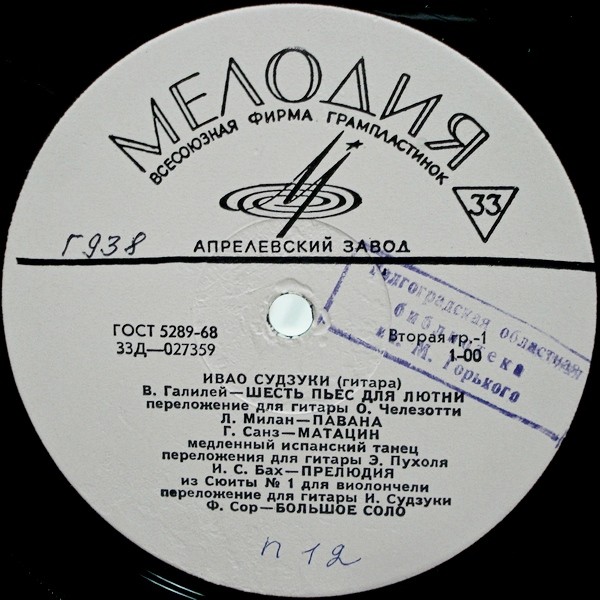 МЕЛОДИЯ
ВСЕСОЮЗНАЯ ФИРМА ГРАМПЛАСТИНОК
33
АПРЕЛЕВСКИЙ ЗАВОД
Г938
Волгоградская областная
библиотека
им. М. Горького
ГОСТ 5289-68
33Д—027359
Вторая гр.-1
1-00
ИВАО СУДЗУКИ (гитара)
В. Галилей—ШЕСТЬ ПЬЕС ДЛЯ ЛЮТНИ
переложение для гитары О. Челезотти
Л. Милан—ПАВАНА
Г. Санз—МАТАЦИН
медленный испанский танец
переложения для гитары Э. Пухоля
И. С. Бах—ПРЕЛЮДИЯ
из Сюиты № 1 для виолончели
переложение для гитары И. Судзуки
Ф. Сор—БОЛЬШОЕ СОЛО
п 12